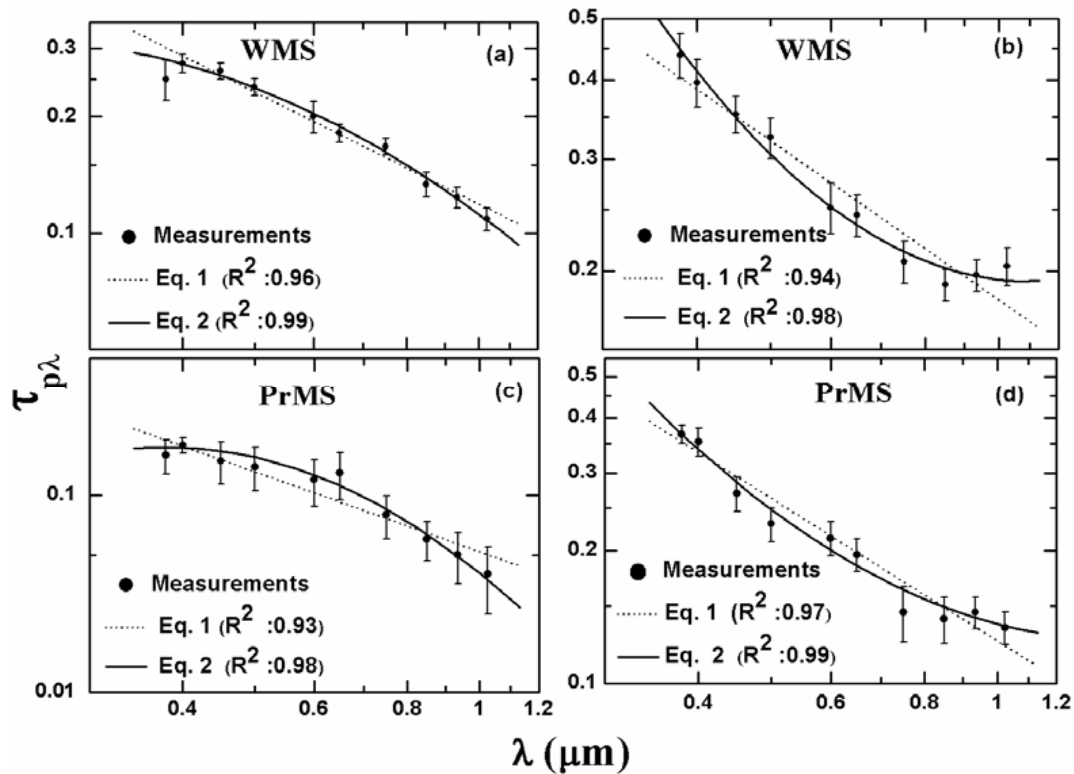 τpλ
WMS
(a)
0.3
0.2
0.1
● Measurements
Eq. 1 (R2 :0.96)
Eq. 2 (R2 :0.99)
WMS
(b)
0.5
0.4
0.3
0.2
● Measurements
Eq. 1 (R2 :0.94)
Eq. 2 (R2 :0.98)
PrMS
(c)
0.1
0.01
● Measurements
Eq. 1 (R2 :0.93)
Eq. 2 (R2 :0.98)
0.4 0.6 0.8 1 1.2
PrMS
(d)
0.5
0.4
0.3
0.2
0.1
● Measurements
Eq. 1 (R2 :0.97)
Eq. 2 (R2 :0.99)
0.4 0.6 0.8 1 1.2
λ (μm)